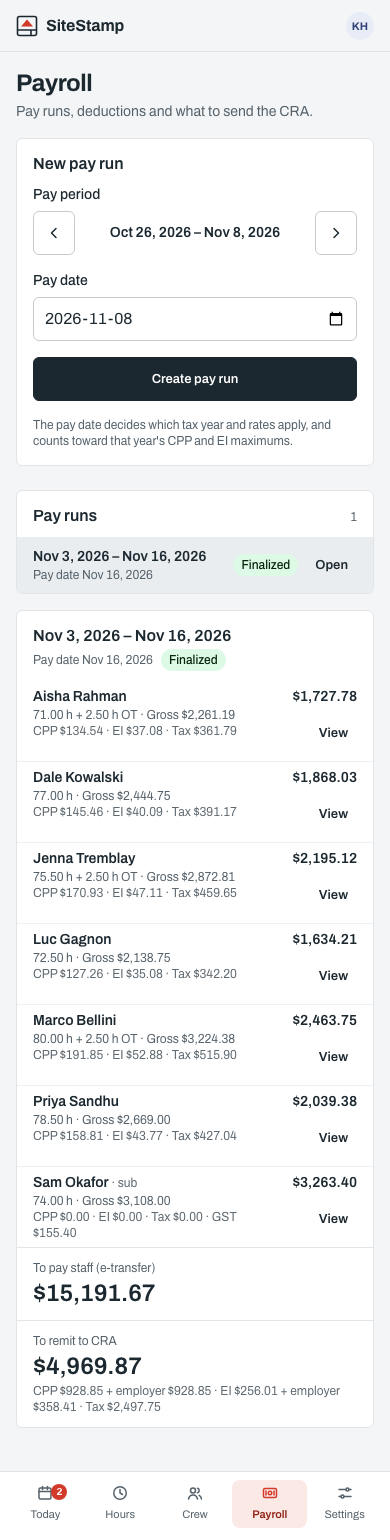 SiteStamp
KH
Payroll
Pay runs, deductions and what to send the CRA.
New pay run
Pay period
Oct 26, 2026 – Nov 8, 2026
Pay date
2026-11-08
Create pay run
The pay date decides which tax year and rates apply, and
counts toward that year's CPP and EI maximums.
Pay runs
1
Nov 3, 2026 – Nov 16, 2026
Pay date Nov 16, 2026
Finalized
Open
Nov 3, 2026 – Nov 16, 2026
Pay date Nov 16, 2026 Finalized
Aisha Rahman $1,727.78
71.00 h + 2.50 h OT · Gross $2,261.19
CPP $134.54 · EI $37.08 · Tax $361.79
View
Dale Kowalski $1,868.03
77.00 h · Gross $2,444.75
CPP $145.46 · EI $40.09 · Tax $391.17
View
Jenna Tremblay $2,195.12
75.50 h + 2.50 h OT · Gross $2,872.81
CPP $170.93 · EI $47.11 · Tax $459.65
View
Luc Gagnon $1,634.21
72.50 h · Gross $2,138.75
CPP $127.26 · EI $35.08 · Tax $342.20
View
Marco Bellini $2,463.75
80.00 h + 2.50 h OT · Gross $3,224.38
CPP $191.85 · EI $52.88 · Tax $515.90
View
Priya Sandhu $2,039.38
78.50 h · Gross $2,669.00
CPP $158.81 · EI $43.77 · Tax $427.04
View
Sam Okafor · sub $3,263.40
74.00 h · Gross $3,108.00
CPP $0.00 · EI $0.00 · Tax $0.00 · GST
$155.40
View
To pay staff (e-transfer)
$15,191.67
To remit to CRA
$4,969.87
CPP $928.85 + employer $928.85 · EI $256.01 + employer
$358.41 · Tax $2,497.75
2
Today
Hours
Crew
Payroll
Settings